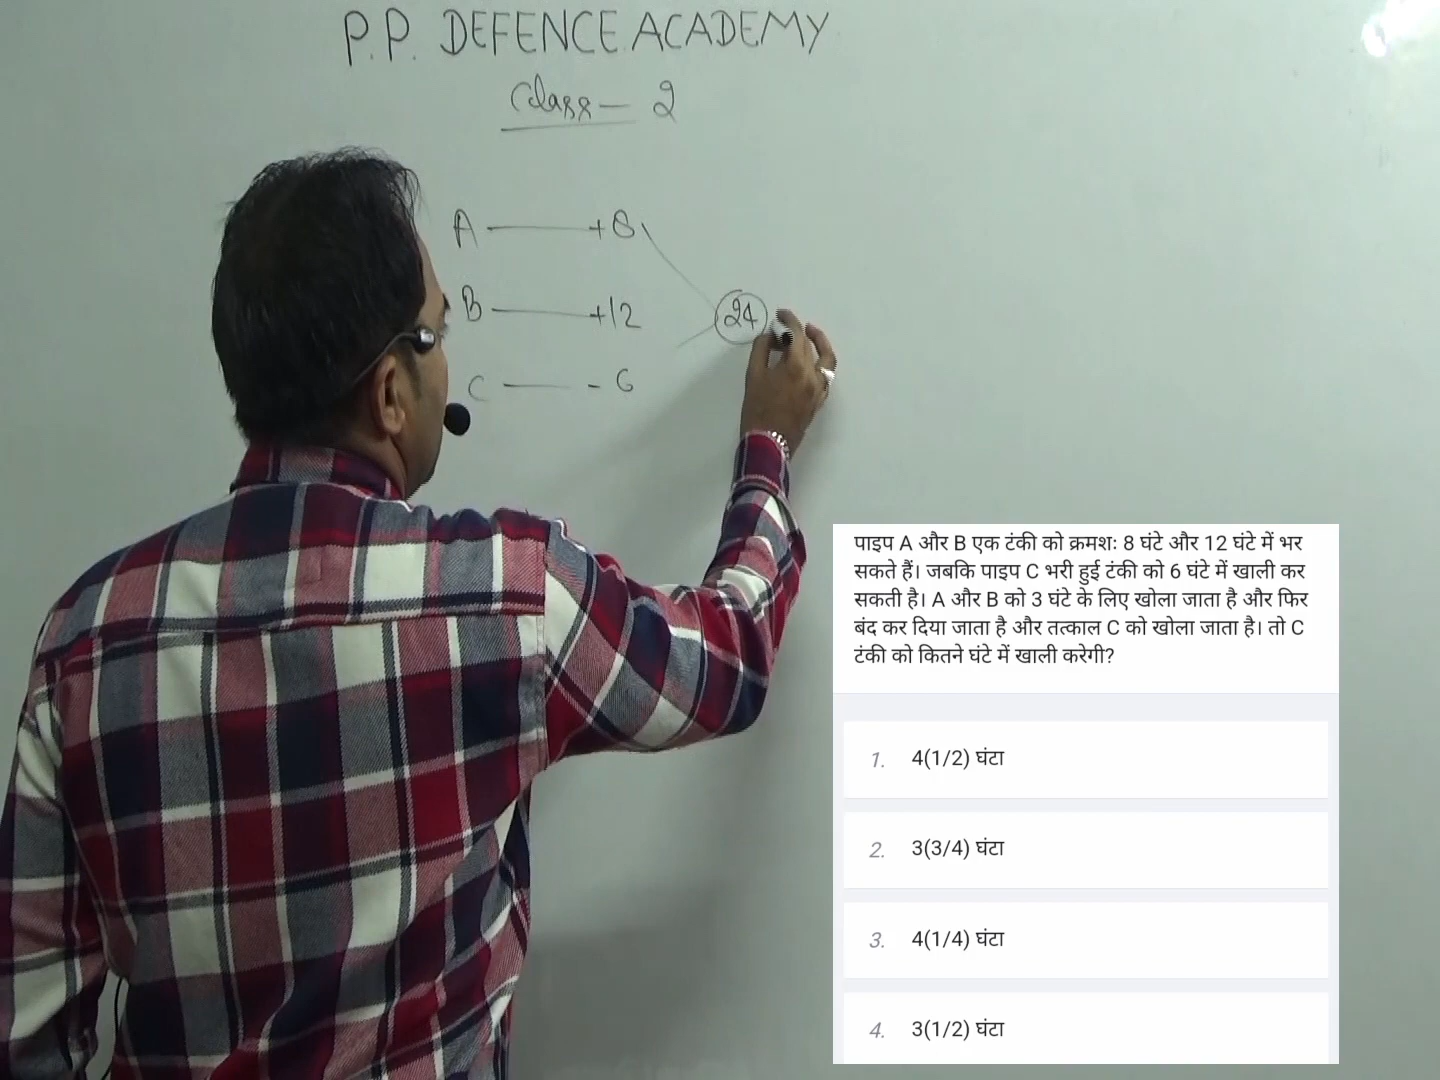 P.P. DEFENCE ACADEMY
Class - 2
A — +8
B — +12
C — - 6
24
पाइप A और B एक टंकी को क्रमशः 8 घंटे और 12 घंटे में भर
सकते हैं। जबकि पाइप C भरी हुई टंकी को 6 घंटे में खाली कर
सकती है। A और B को 3 घंटे के लिए खोला जाता है और फिर
बंद कर दिया जाता है और तत्काल C को खोला जाता है। तो C
टंकी को कितने घंटे में खाली करेगी?
1. 4(1/2) घंटा
2. 3(3/4) घंटा
3. 4(1/4) घंटा
4. 3(1/2) घंटा